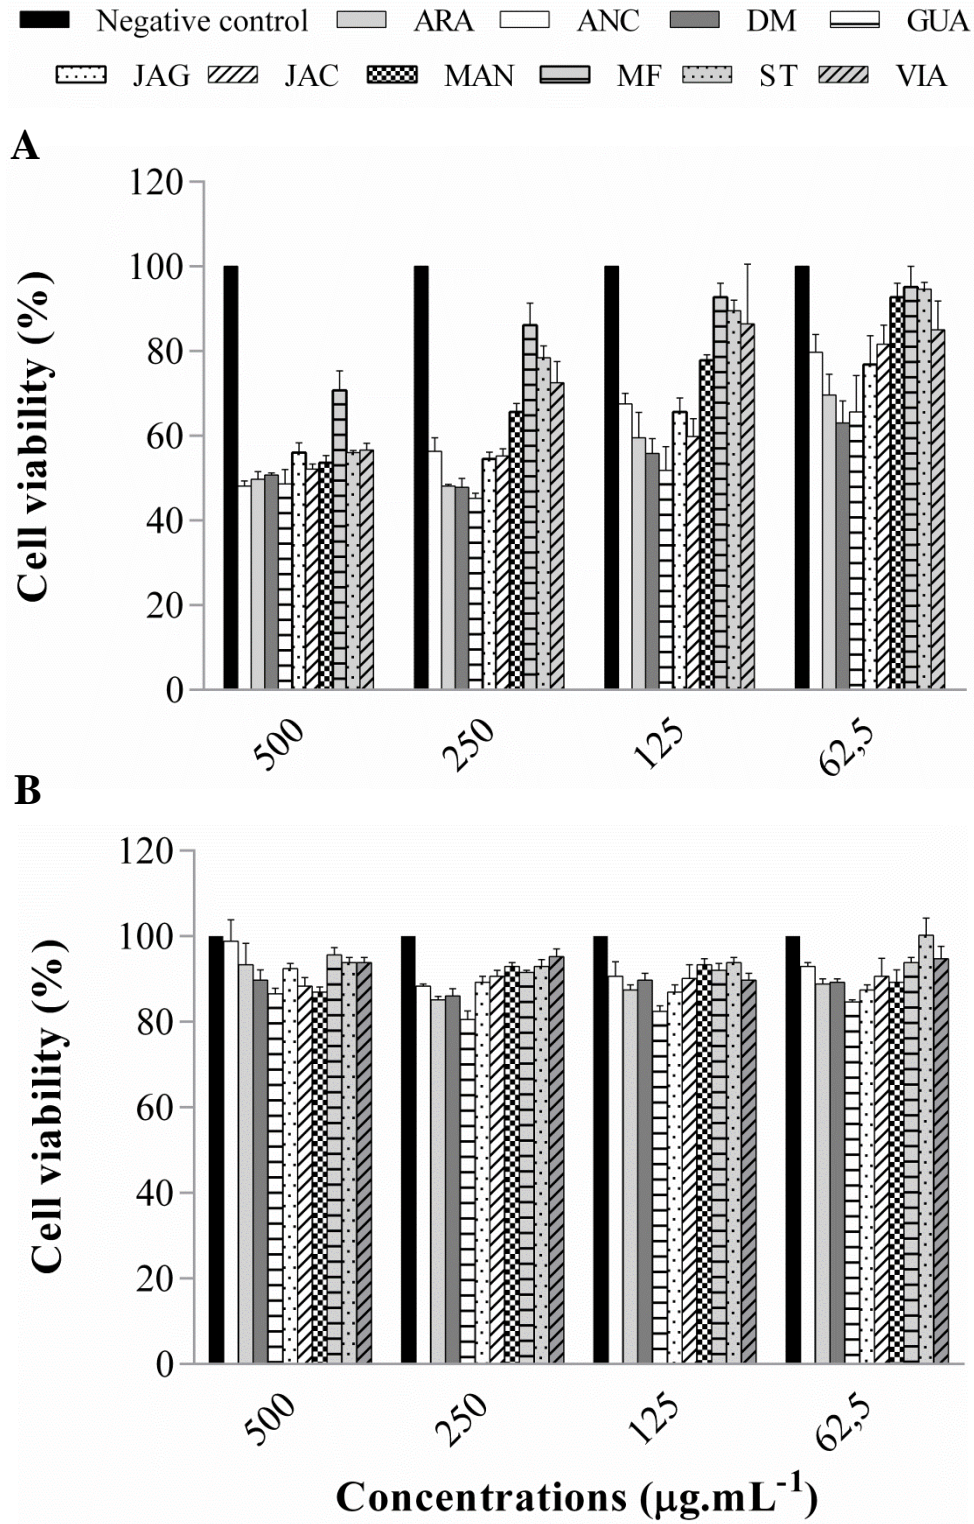 Negative control ARA ANC DM GUA
JAG JAC MAN MF ST VIA
A
120
100
80
60
40
20
0
Cell viability (%)
500 250 125 62,5
B
120
100
80
60
40
20
0
Cell viability (%)
500 250 125 62,5
Concentrations (µg.mL⁻¹)